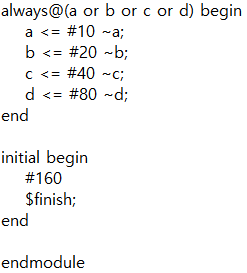 always@(a or b or c or d) begin
a <= #10 ~a;
b <= #20 ~b;
c <= #40 ~c;
d <= #80 ~d;
end
initial begin
#160
$finish;
end
endmodule